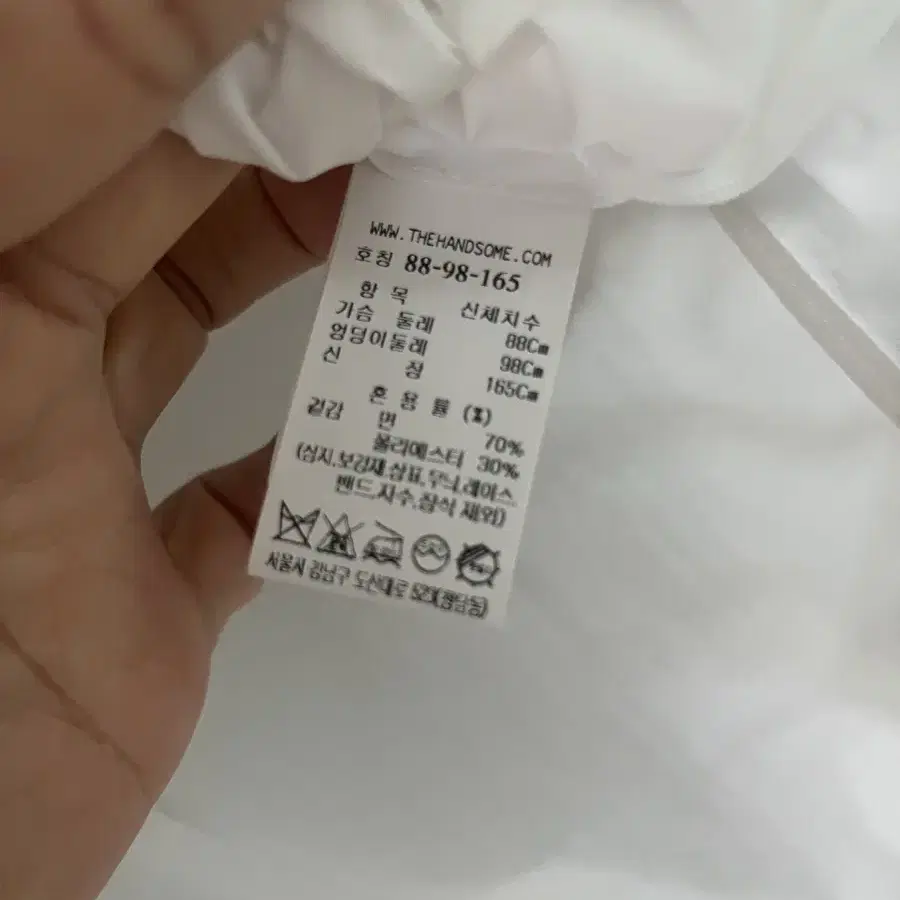 WWW.THEHANDSOME.COM
호칭 88-98-165
항 목 신체치수
가슴 둘레 88Cm
엉덩이둘레 98Cm
신 장 165Cm
혼 용 률 (%)
겉감 면 70%
폴리에스터 30%
(심지,보강재,상표,무늬,레이스
밴드,자수,장식 제외)
서울시 강남구 도산대로 523(청담동)